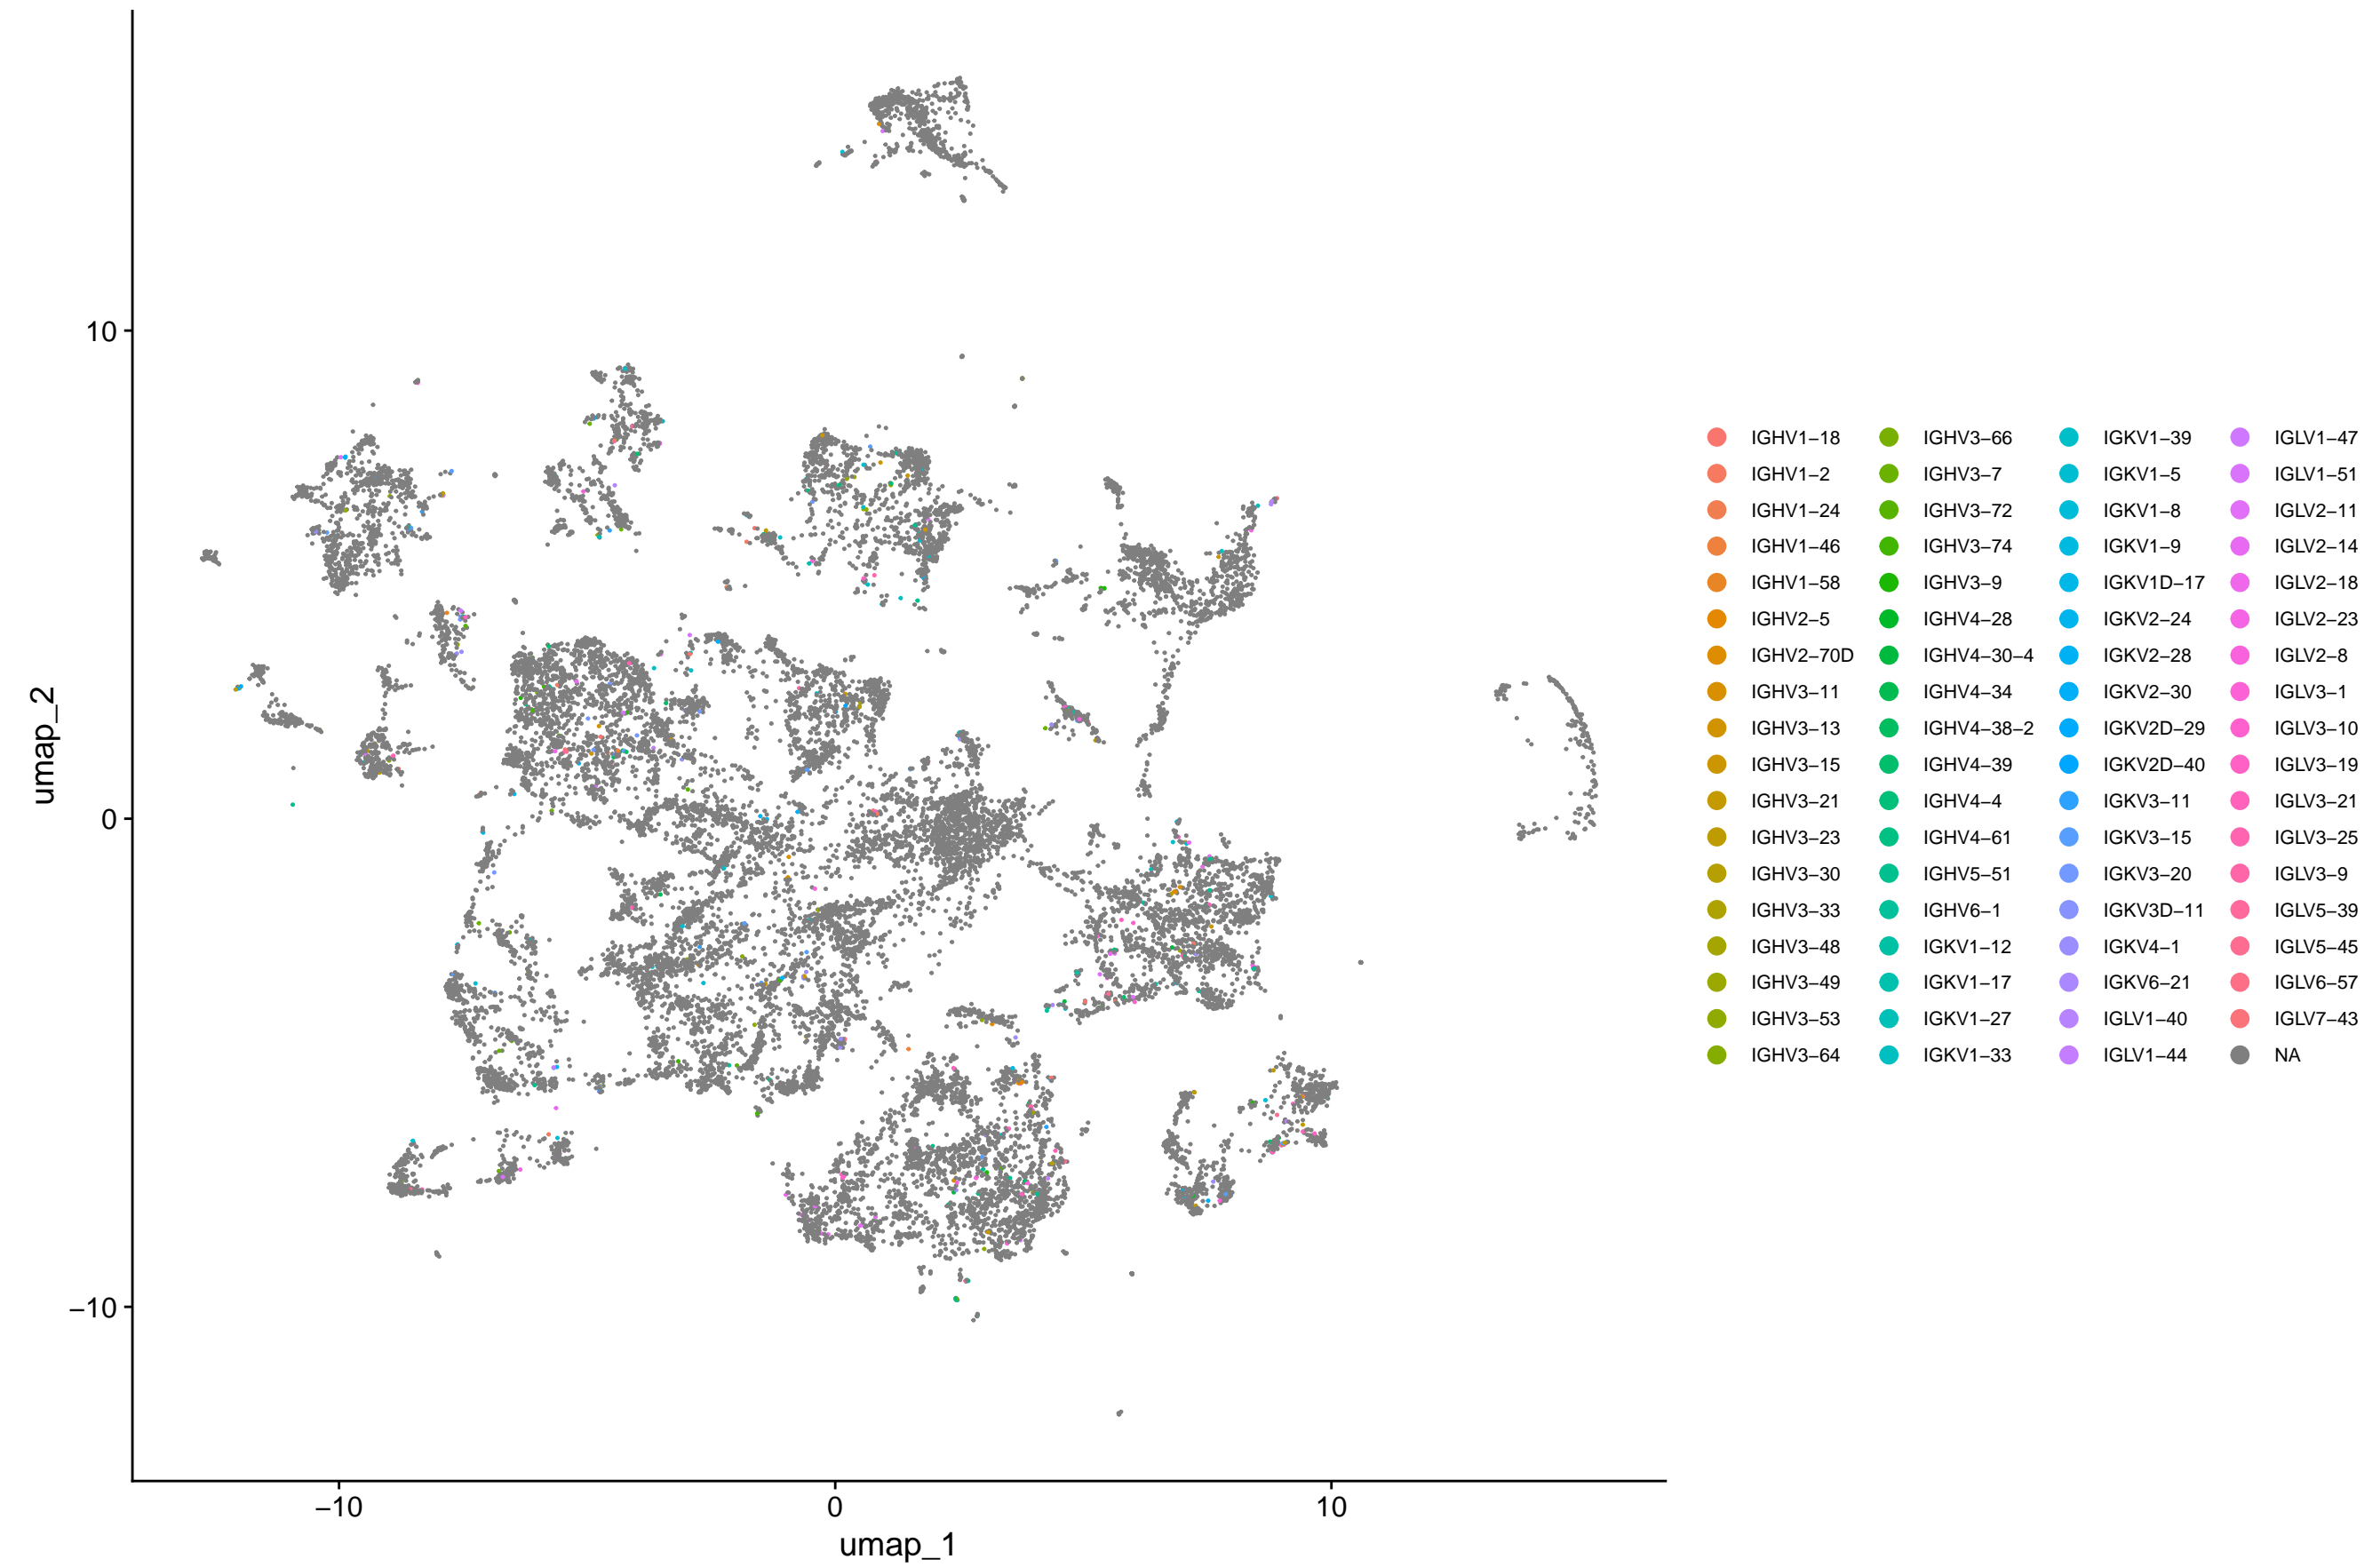 10
0
−10
umap_2
−10 0 10
umap_1
IGHV1−18 IGHV3−66 IGKV1−39 IGLV1−47
IGHV1−2 IGHV3−7 IGKV1−5 IGLV1−51
IGHV1−24 IGHV3−72 IGKV1−8 IGLV2−11
IGHV1−46 IGHV3−74 IGKV1−9 IGLV2−14
IGHV1−58 IGHV3−9 IGKV1D−17 IGLV2−18
IGHV2−5 IGHV4−28 IGKV2−24 IGLV2−23
IGHV2−70D IGHV4−30−4 IGKV2−28 IGLV2−8
IGHV3−11 IGHV4−34 IGKV2−30 IGLV3−1
IGHV3−13 IGHV4−38−2 IGKV2D−29 IGLV3−10
IGHV3−15 IGHV4−39 IGKV2D−40 IGLV3−19
IGHV3−21 IGHV4−4 IGKV3−11 IGLV3−21
IGHV3−23 IGHV4−61 IGKV3−15 IGLV3−25
IGHV3−30 IGHV5−51 IGKV3−20 IGLV3−9
IGHV3−33 IGHV6−1 IGKV3D−11 IGLV5−39
IGHV3−48 IGKV1−12 IGKV4−1 IGLV5−45
IGHV3−49 IGKV1−17 IGKV6−21 IGLV6−57
IGHV3−53 IGKV1−27 IGLV1−40 IGLV7−43
IGHV3−64 IGKV1−33 IGLV1−44 NA